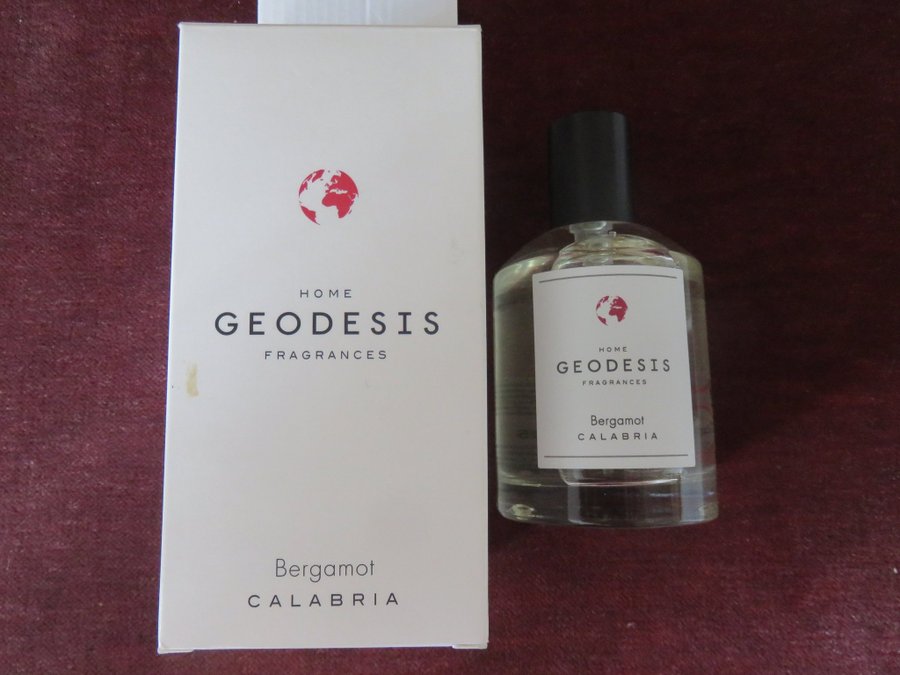 HOME
GEODESIS
FRAGRANCES
Bergamot
CALABRIA
HOME
GEODESIS
FRAGRANCES
Bergamot
CALABRIA